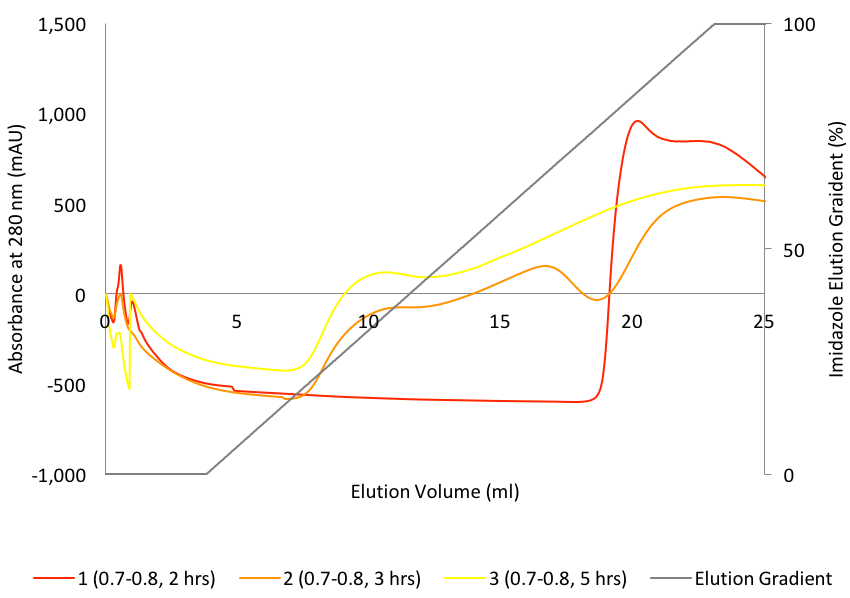 1,500
1,000
500
0
-500
-1,000
Absorbance at 280 nm (mAU)
0 5 10 15 20 25
Elution Volume (ml)
100
50
0
Imidazole Elution Graident (%)
1 (0.7-0.8, 2 hrs) 2 (0.7-0.8, 3 hrs) 3 (0.7-0.8, 5 hrs) Elution Gradient